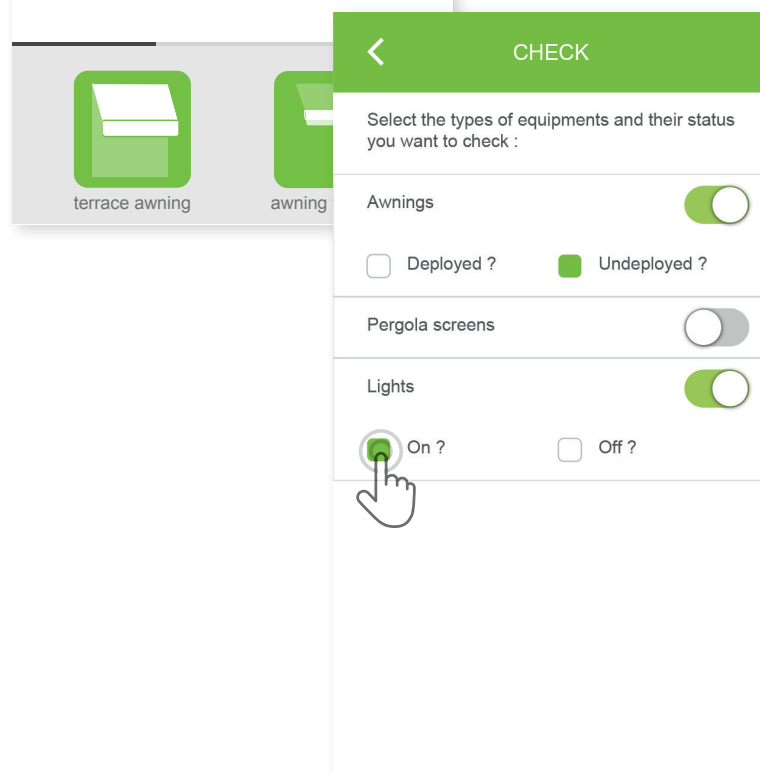 CHECK
Select the types of equipments and their status
you want to check :
Awnings
Deployed ?
Undeployed ?
Pergola screens
Lights
On ?
Off ?
terrace awning
awning